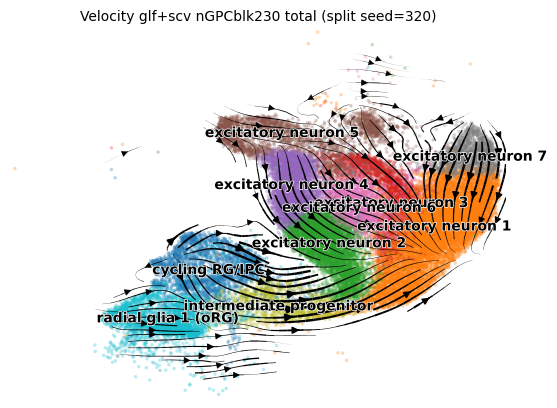 Velocity glf+scv nGPCblk230 total (split seed=320)
excitatory neuron 5
excitatory neuron 7
excitatory neuron 4
excitatory neuron 3
excitatory neuron 6
excitatory neuron 1
excitatory neuron 2
cycling RG/IPC
intermediate progenitor
radial glia 1 (oRG)